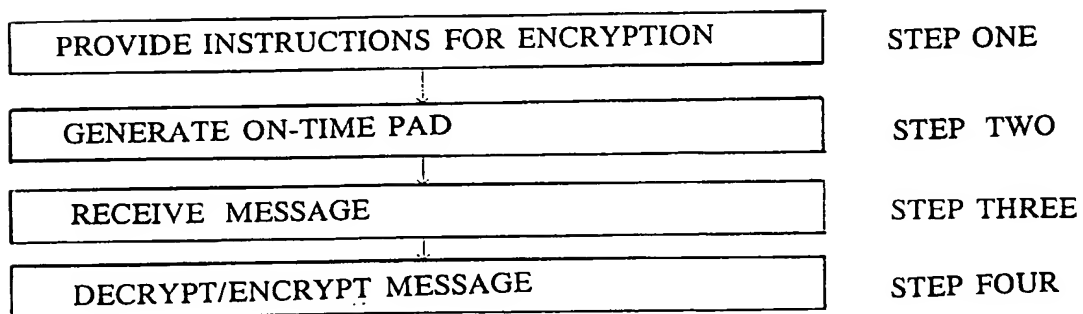 PROVIDE INSTRUCTIONS FOR ENCRYPTION STEP ONE
GENERATE ON-TIME PAD STEP TWO
RECEIVE MESSAGE STEP THREE
DECRYPT/ENCRYPT MESSAGE STEP FOUR